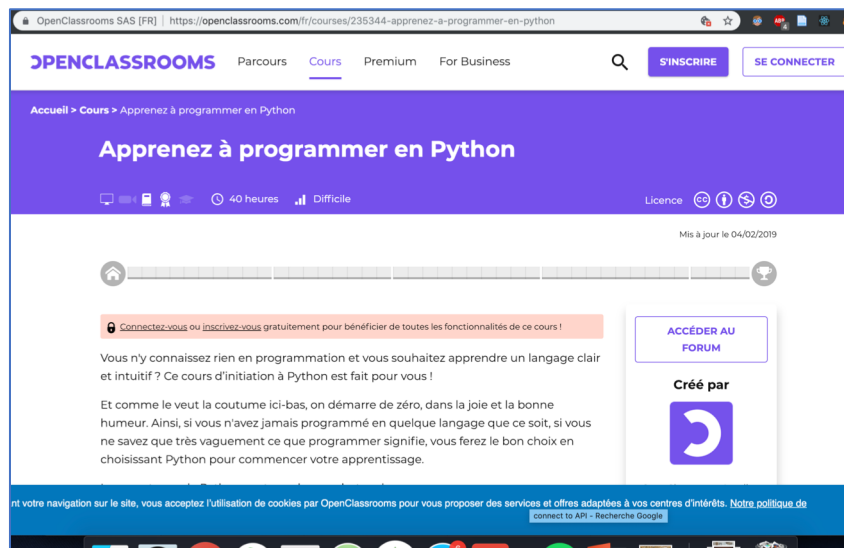 OpenClassrooms SAS [FR] | https://openclassrooms.com/fr/courses/235344-apprenez-a-programmer-en-python
OPENCLASSROOMS Parcours Cours Premium For Business S'INSCRIRE SE CONNECTER
Accueil > Cours > Apprenez à programmer en Python
Apprenez à programmer en Python
40 heures Difficile Licence
Mis à jour le 04/02/2019
Connectez-vous ou inscrivez-vous gratuitement pour bénéficier de toutes les fonctionnalités de ce cours !
ACCÉDER AU
FORUM
Vous n'y connaissez rien en programmation et vous souhaitez apprendre un langage clair
et intuitif ? Ce cours d'initiation à Python est fait pour vous !
Créé par
Et comme le veut la coutume ici-bas, on démarre de zéro, dans la joie et la bonne
humeur. Ainsi, si vous n'avez jamais programmé en quelque langage que ce soit, si vous
ne savez que très vaguement ce que programmer signifie, vous ferez le bon choix en
choisissant Python pour commencer votre apprentissage.
nt votre navigation sur le site, vous acceptez l'utilisation de cookies par OpenClassrooms pour vous proposer des services et offres adaptées à vos centres d'intérêts. Notre politique de
connect to API - Recherche Google